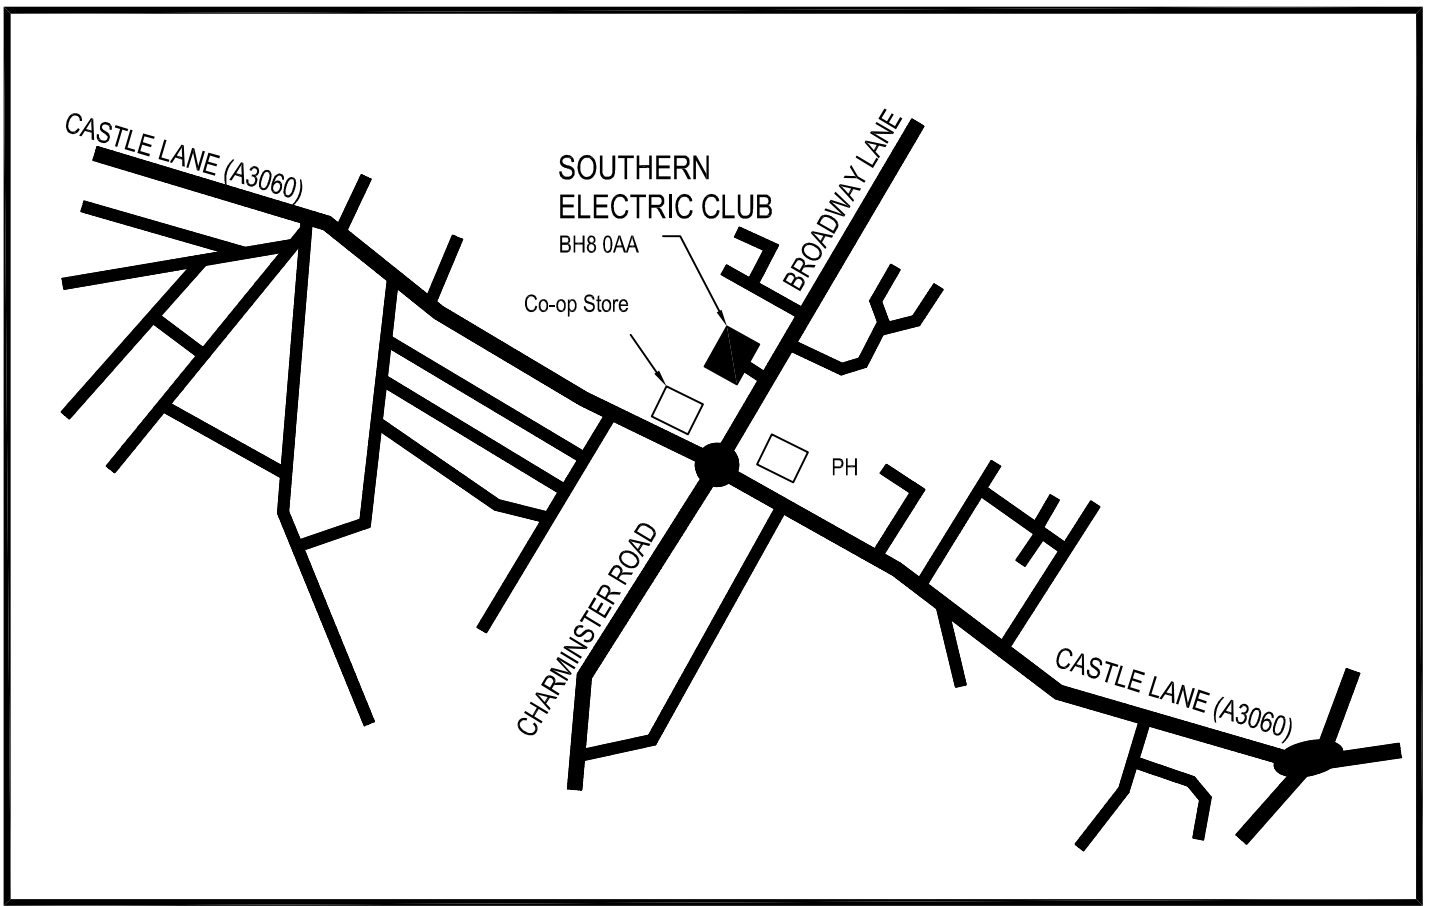 CASTLE LANE (A3060)
SOUTHERN
ELECTRIC CLUB
BH8 0AA
Co-op Store
BROADWAY LANE
PH
CHARMINSTER ROAD
CASTLE LANE (A3060)